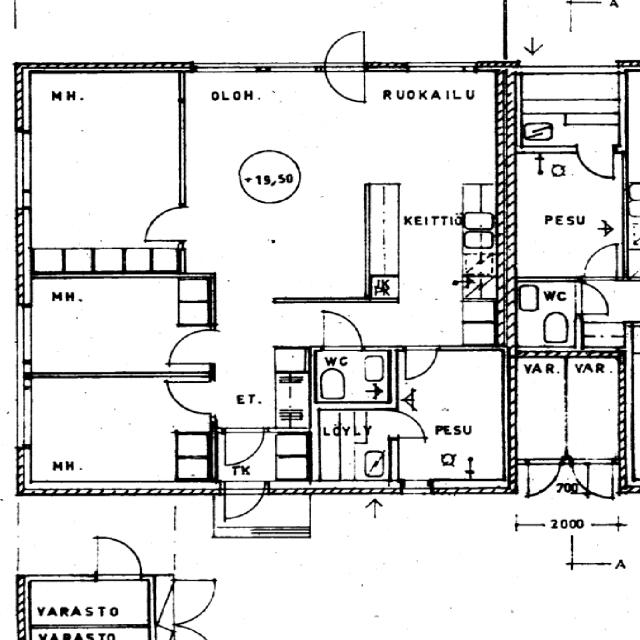 A
MH.
OLOH.
RUOKAILU
+19,50
KEITTIÖ
PESU
JK
MH.
WC
WC
VAR.
VAR.
ET.
LÖYLY
PESU
MH.
TK
700
2000
A
VARASTO
VARASTO